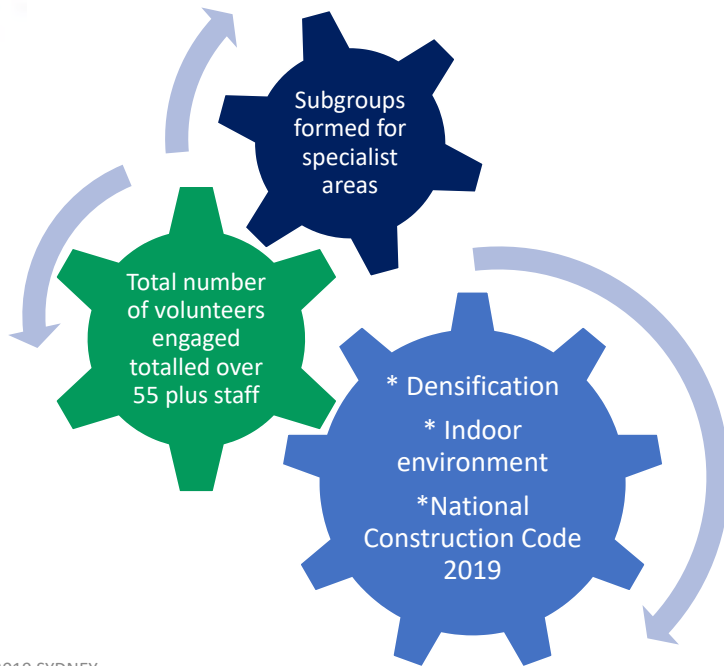 Subgroups
formed for
specialist
areas
Total number
of volunteers
engaged
totalled over
55 plus staff
* Densification
* Indoor
environment
*National
Construction Code
2019
SYDNEY